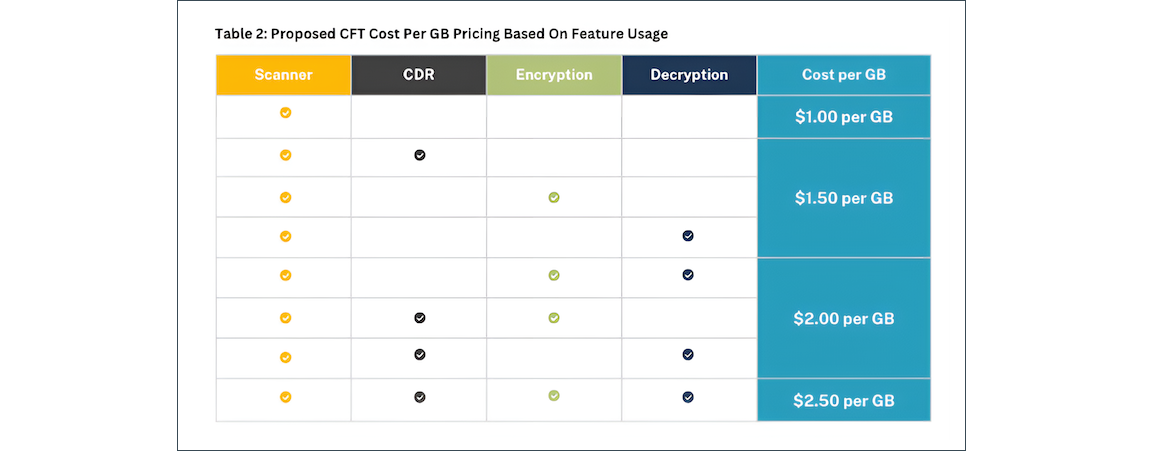 Table 2: Proposed CFT Cost Per GB Pricing Based On Feature Usage
Scanner CDR Encryption Decryption Cost per GB
$1.00 per GB
$1.50 per GB
$2.00 per GB
$2.50 per GB